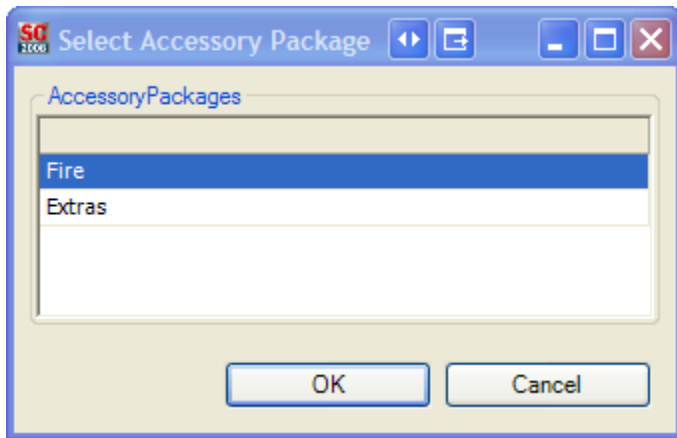 SC 2006 Select Accessory Package
AccessoryPackages
Fire
Extras
OK Cancel